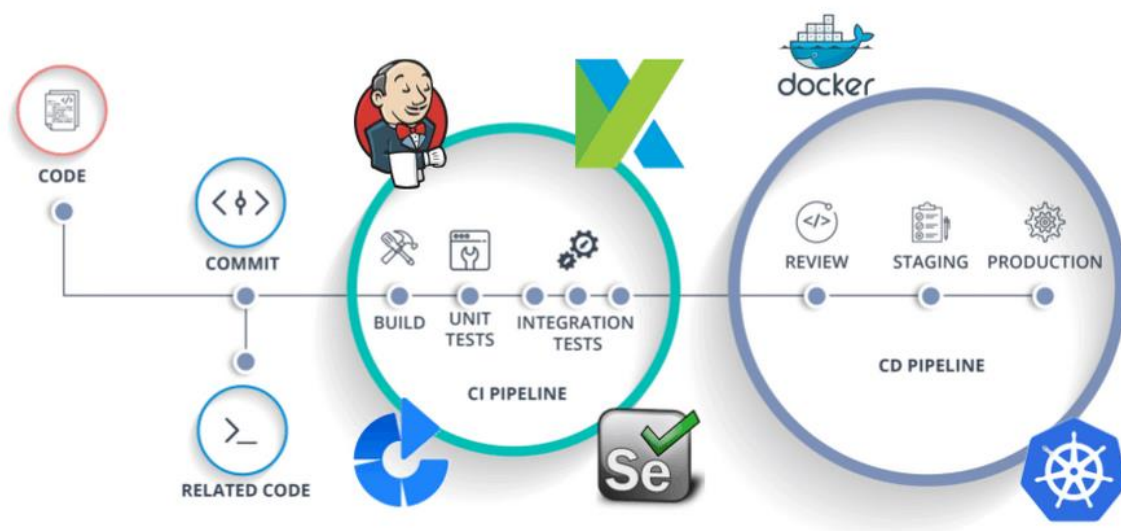 docker
CODE
COMMIT
RELATED CODE
BUILD
UNIT
TESTS
INTEGRATION
TESTS
CI PIPELINE
Se
REVIEW
STAGING
PRODUCTION
CD PIPELINE